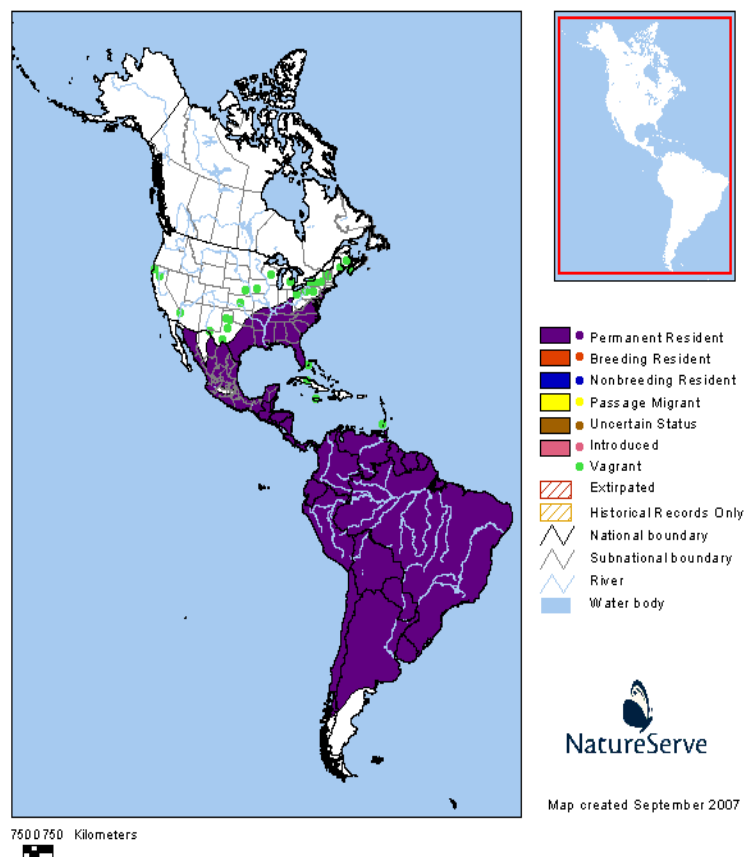 Permanent Resident
Breeding Resident
Nonbreeding Resident
Passage Migrant
Uncertain Status
Introduced
Vagrant
Extirpated
Historical Records Only
National boundary
Subnational boundary
River
Water body
NatureServe
Map created September 2007
750 0 750 Kilometers